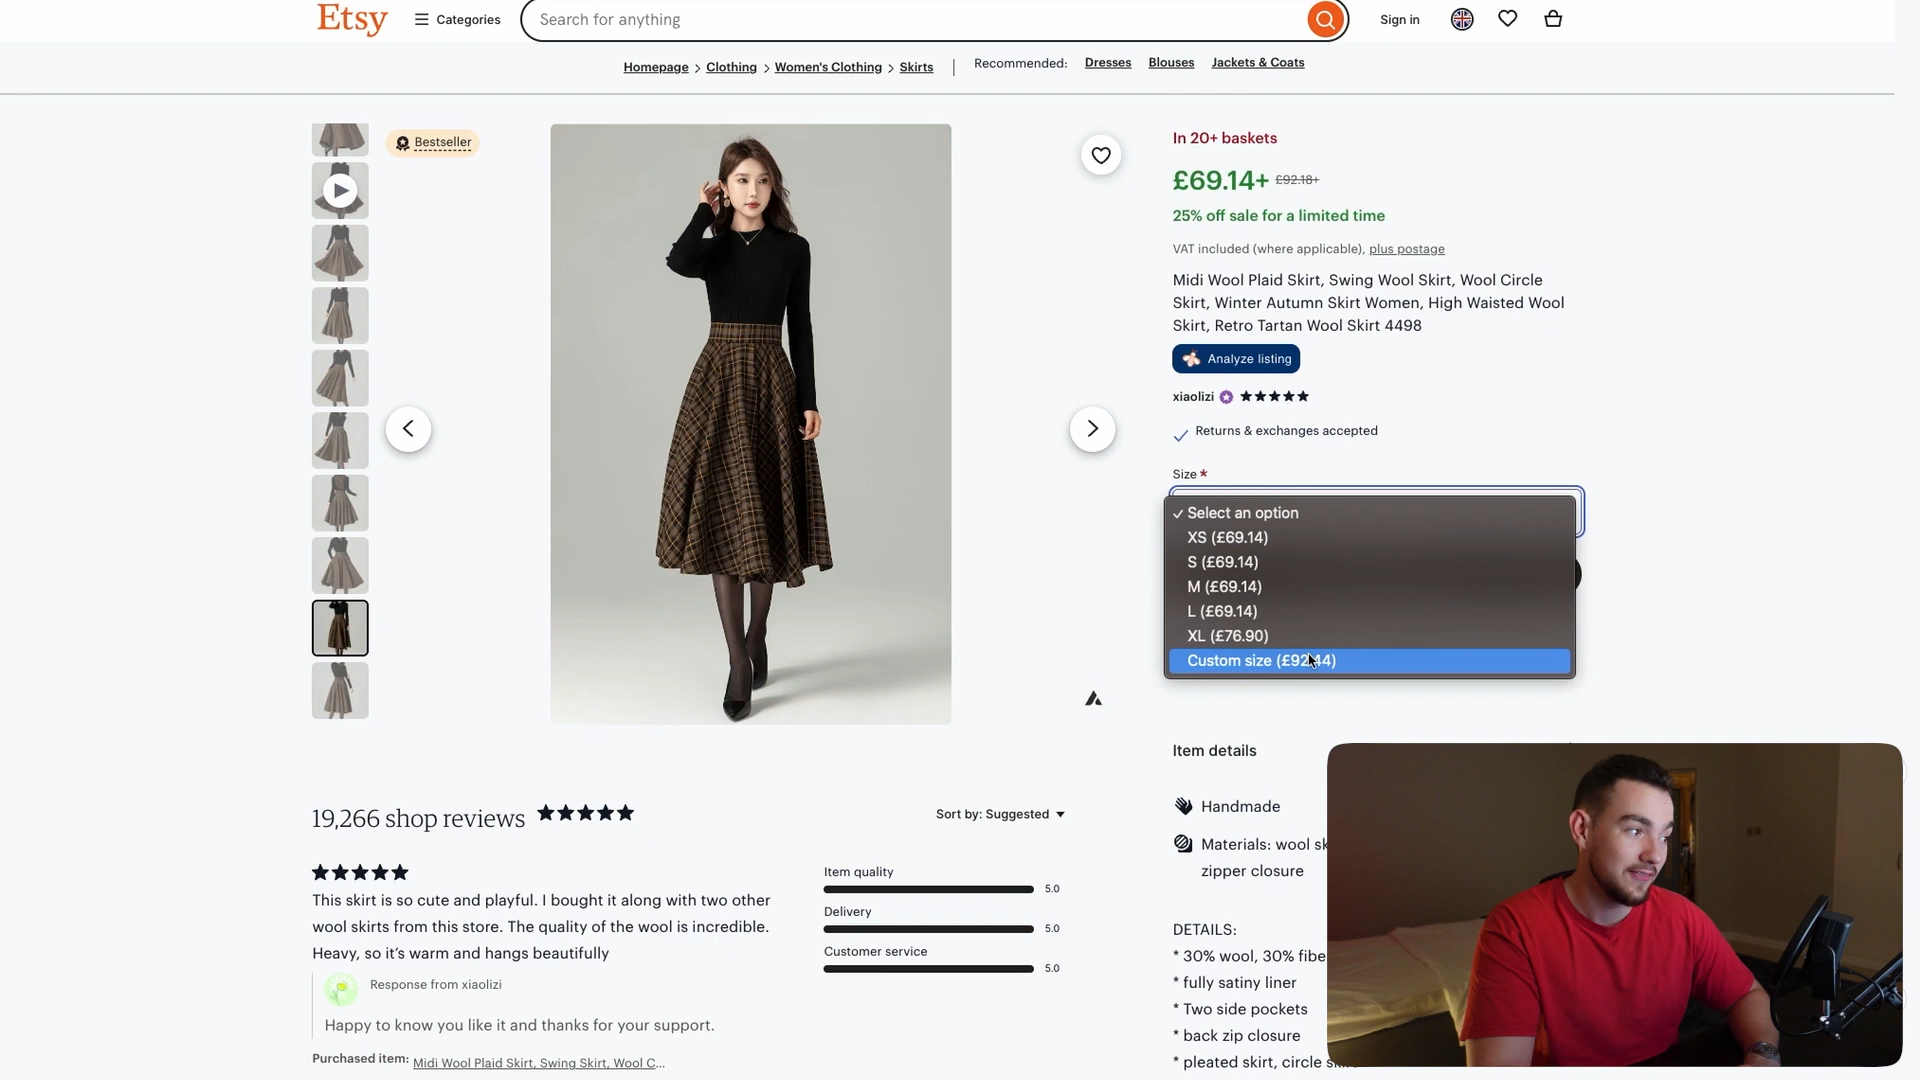 Etsy
Categories
Search for anything
Sign in
Homepage > Clothing > Women's Clothing > Skirts
Recommended: Dresses Blouses Jackets & Coats
Bestseller
In 20+ baskets
£69.14+ £92.18+
25% off sale for a limited time
VAT included (where applicable), plus postage
Midi Wool Plaid Skirt, Swing Wool Skirt, Wool Circle
Skirt, Winter Autumn Skirt Women, High Waisted Wool
Skirt, Retro Tartan Wool Skirt 4498
Analyze listing
xiaolizi
Returns & exchanges accepted
Size *
Select an option
XS (£69.14)
S (£69.14)
M (£69.14)
L (£69.14)
XL (£76.90)
Custom size (£92.44)
Item details
Handmade
Materials: wool
zipper closure
DETAILS:
* 30% wool, 30%
* fully satiny liner
* Two side pockets
* back zip closure
* pleated skirt, circle
19,266 shop reviews
Sort by: Suggested
This skirt is so cute and playful. I bought it along with two other
wool skirts from this store. The quality of the wool is incredible.
Heavy, so it's warm and hangs beautifully
Response from xiaolizi
Happy to know you like it and thanks for your support.
Purchased item: Midi Wool Plaid Skirt, Swing Skirt, Wool C...
Item quality
5.0
Delivery
5.0
Customer service
5.0